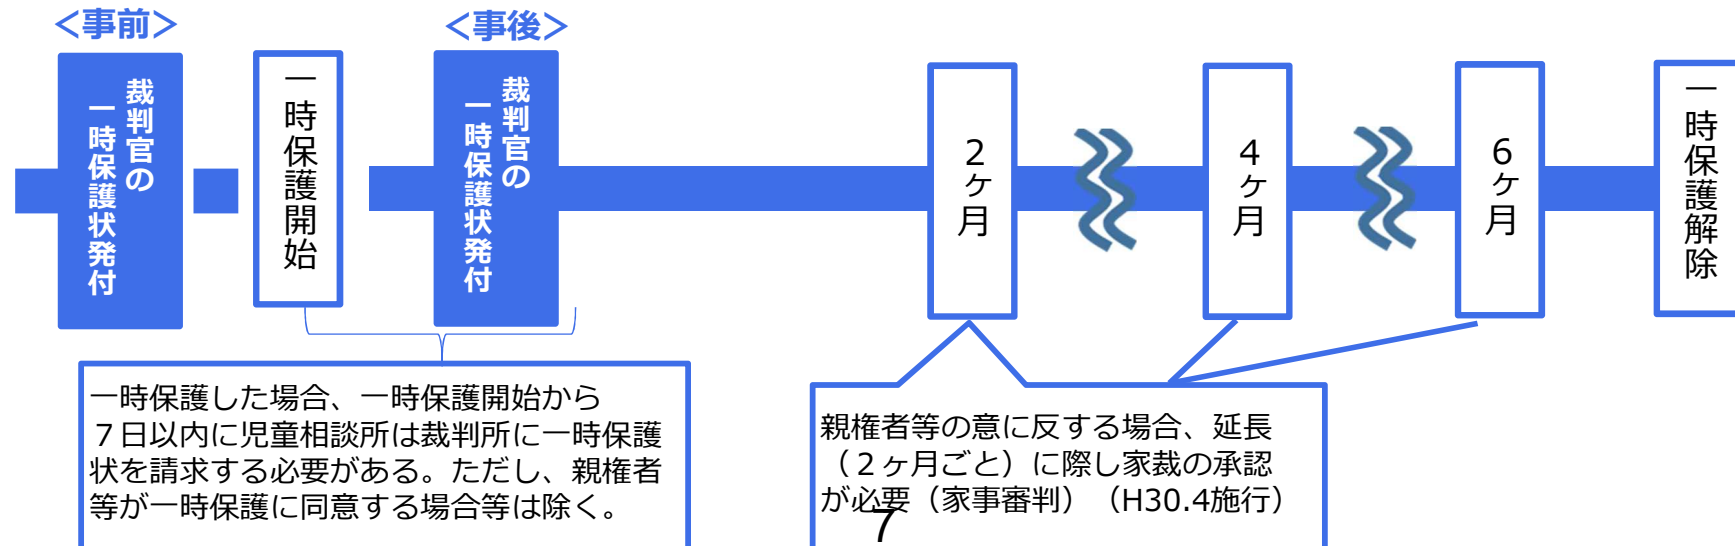 ＜事前＞
裁判官の
一時保護状発付
一時保護開始
＜事後＞
裁判官の
一時保護状発付
2ヶ月
4ヶ月
6ヶ月
一時保護解除
一時保護した場合、一時保護開始から
７日以内に児童相談所は裁判所に一時保護
状を請求する必要がある。ただし、親権者
等が一時保護に同意する場合等は除く。
親権者等の意に反する場合、延長
（２ヶ月ごと）に際し家裁の承認
が必要（家事審判）（H30.4施行）
7